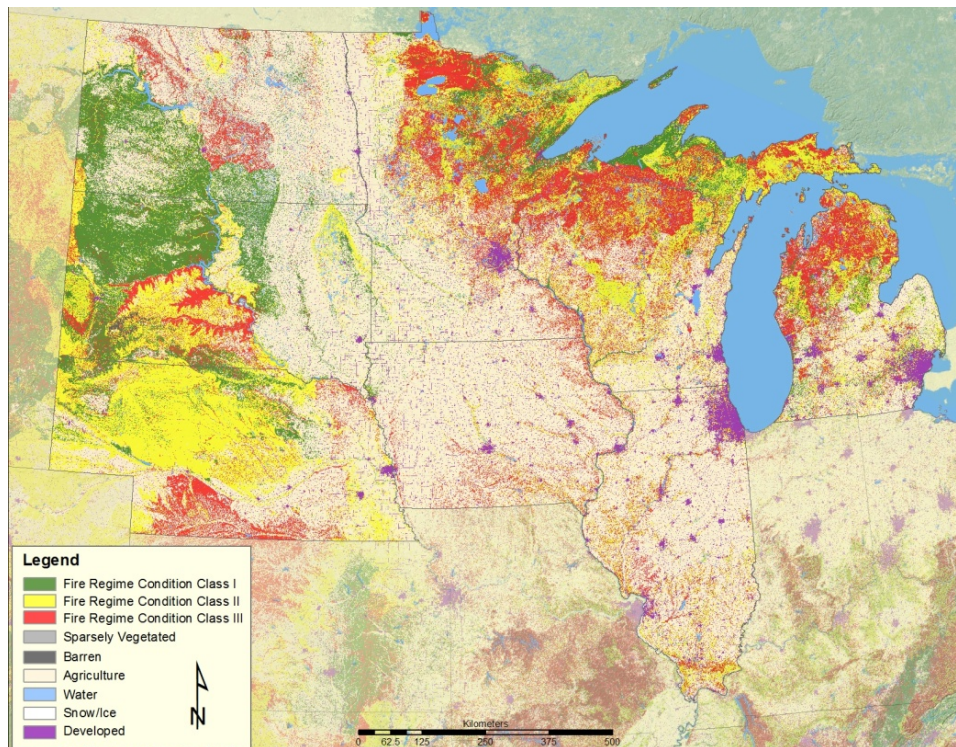 Legend
Fire Regime Condition Class I
Fire Regime Condition Class II
Fire Regime Condition Class III
Sparsely Vegetated
Barren
Agriculture
Water
Snow/Ice
Developed
N
Kilometers
0 62.5 125 250 375 500